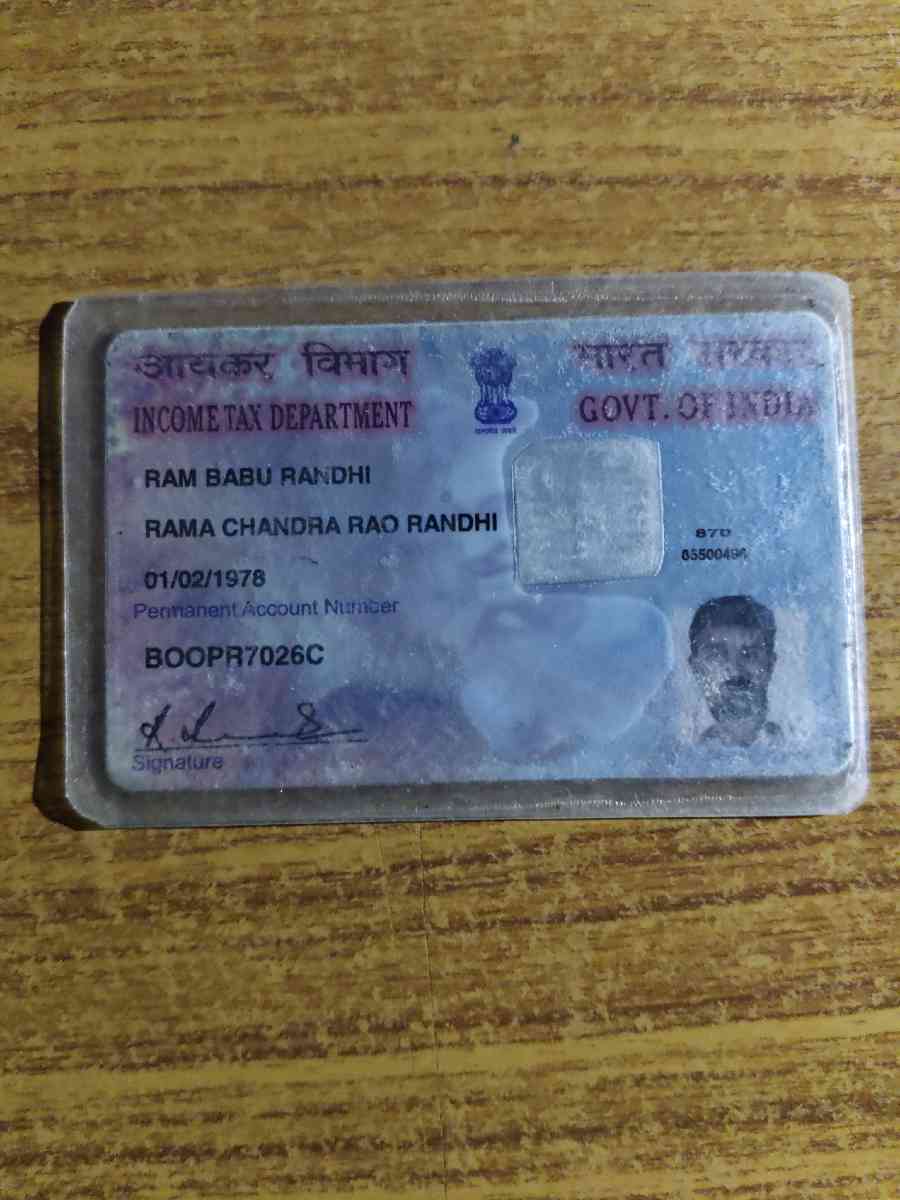 आयकर विभाग
भारत सरकार
INCOME TAX DEPARTMENT
GOVT. OF INDIA
RAM BABU RANDHI
RAMA CHANDRA RAO RANDHI
01/02/1978
Permanent Account Number
BOOPR7026C
Signature